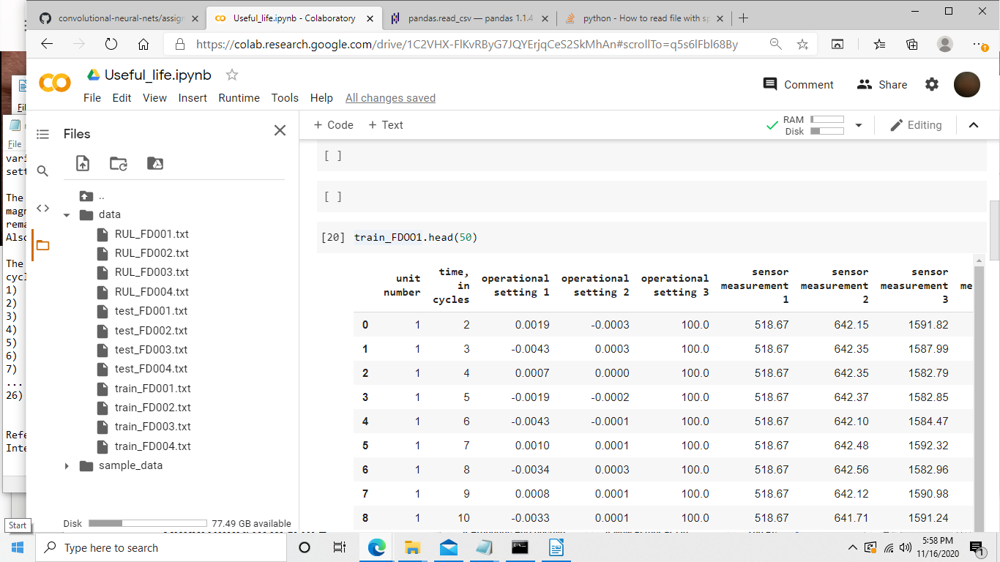 convolutional-neural-nets/assign
Useful_life.ipynb - Colaboratory
pandas.read_csv — pandas 1.1.4
python - How to read file with sp
https://colab.research.google.com/drive/1C2VHX-FlKvRByG7JQYErjqCeS2SkMhAn#scrollTo=q5s6lFbl68By
Useful_life.ipynb
File Edit View Insert Runtime Tools Help All changes saved
Comment Share
Files
+ Code + Text
RAM
Disk
Editing
..
data
RUL_FD001.txt
RUL_FD002.txt
RUL_FD003.txt
RUL_FD004.txt
test_FD001.txt
test_FD002.txt
test_FD003.txt
test_FD004.txt
train_FD001.txt
train_FD002.txt
train_FD003.txt
train_FD004.txt
sample_data
Disk 77.49 GB available
File
vari
sett
The
magn
rema
Also
The
cycl
1)
2)
3)
4)
5)
6)
7)
...
26)
Refe
Inte
Start
[ ]
[ ]
[20] train_FD001.head(50)
unit number
time, in cycles
operational setting 1
operational setting 2
operational setting 3
sensor measurement 1
sensor measurement 2
sensor measurement 3
me
0 1 2 0.0019 -0.0003 100.0 518.67 642.15 1591.82
1 1 3 -0.0043 0.0003 100.0 518.67 642.35 1587.99
2 1 4 0.0007 0.0000 100.0 518.67 642.35 1582.79
3 1 5 -0.0019 -0.0002 100.0 518.67 642.37 1582.85
4 1 6 -0.0043 -0.0001 100.0 518.67 642.10 1584.47
5 1 7 0.0010 0.0001 100.0 518.67 642.48 1592.32
6 1 8 -0.0034 0.0003 100.0 518.67 642.56 1582.96
7 1 9 0.0008 0.0001 100.0 518.67 642.12 1590.98
8 1 10 -0.0033 0.0001 100.0 518.67 641.71 1591.24
Type here to search
5:58 PM
11/16/2020
1